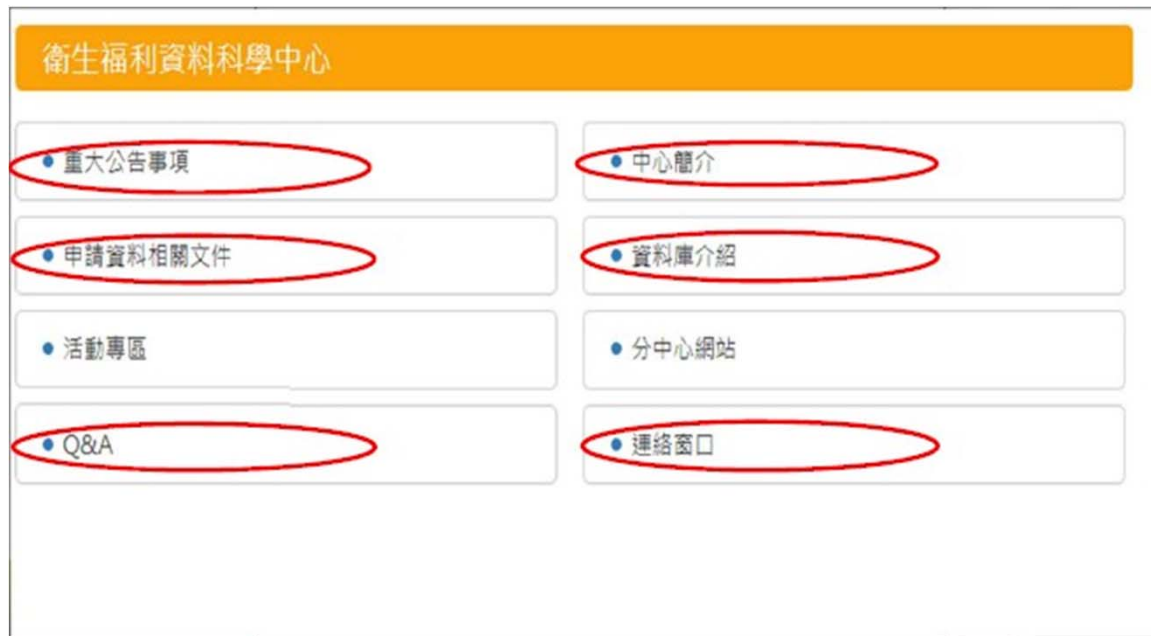 衛生福利資料科學中心
重大公告事項
中心簡介
申請資料相關文件
資料庫介紹
活動專區
分中心網站
Q&A
連絡窗口